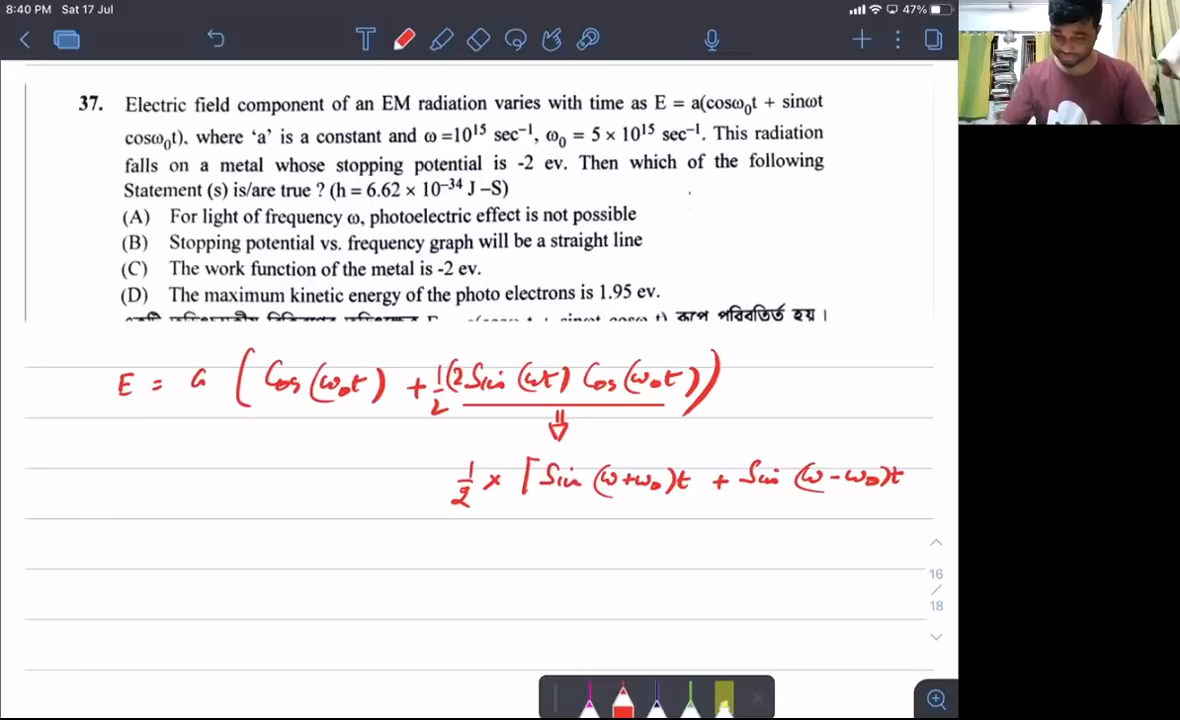 8:40 PM Sat 17 Jul
47%
37. Electric field component of an EM radiation varies with time as E = a(cosω₀t + sinωt
cosω₀t), where 'a' is a constant and ω =10¹⁵ sec⁻¹, ω₀ = 5 × 10¹⁵ sec⁻¹. This radiation
falls on a metal whose stopping potential is -2 ev. Then which of the following
Statement (s) is/are true ? (h = 6.62 × 10⁻³⁴ J –S)
(A) For light of frequency ω, photoelectric effect is not possible
(B) Stopping potential vs. frequency graph will be a straight line
(C) The work function of the metal is -2 ev.
(D) The maximum kinetic energy of the photo electrons is 1.95 ev.
রূপে পরিবর্তিত হয় ।
E = a ( Cos(ω₀t) + 1/2 (2 Sin (ωt) Cos (ω₀t) )
⇓
1/2 × [ Sin (ω+ω₀)t + Sin (ω-ω₀)t
16
/
18